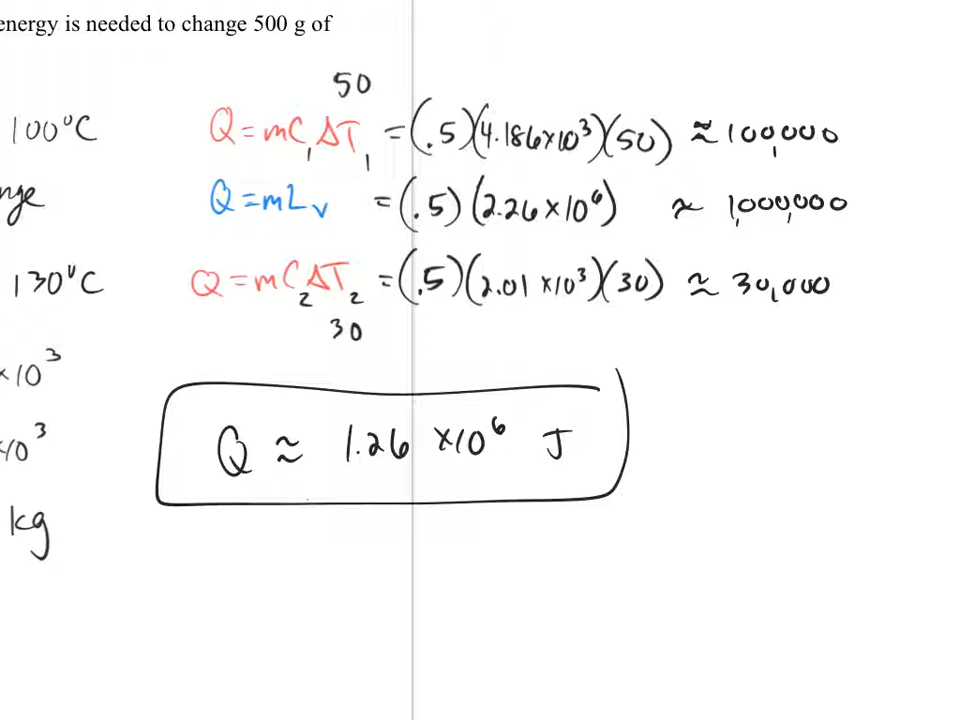 energy is needed to change 500 g of
50
100°C Q = mC₁ΔT₁ = (.5)(4.186×10³)(50) ≈ 100,000
nge Q = mLᵥ = (.5)(2.26×10⁶) ≈ 1,000,000
130°C Q = mC₂ΔT₂ = (.5)(2.01×10³)(30) ≈ 30,000
30
×10³
Q ≈ 1.26 ×10⁶ J
×10³
kg